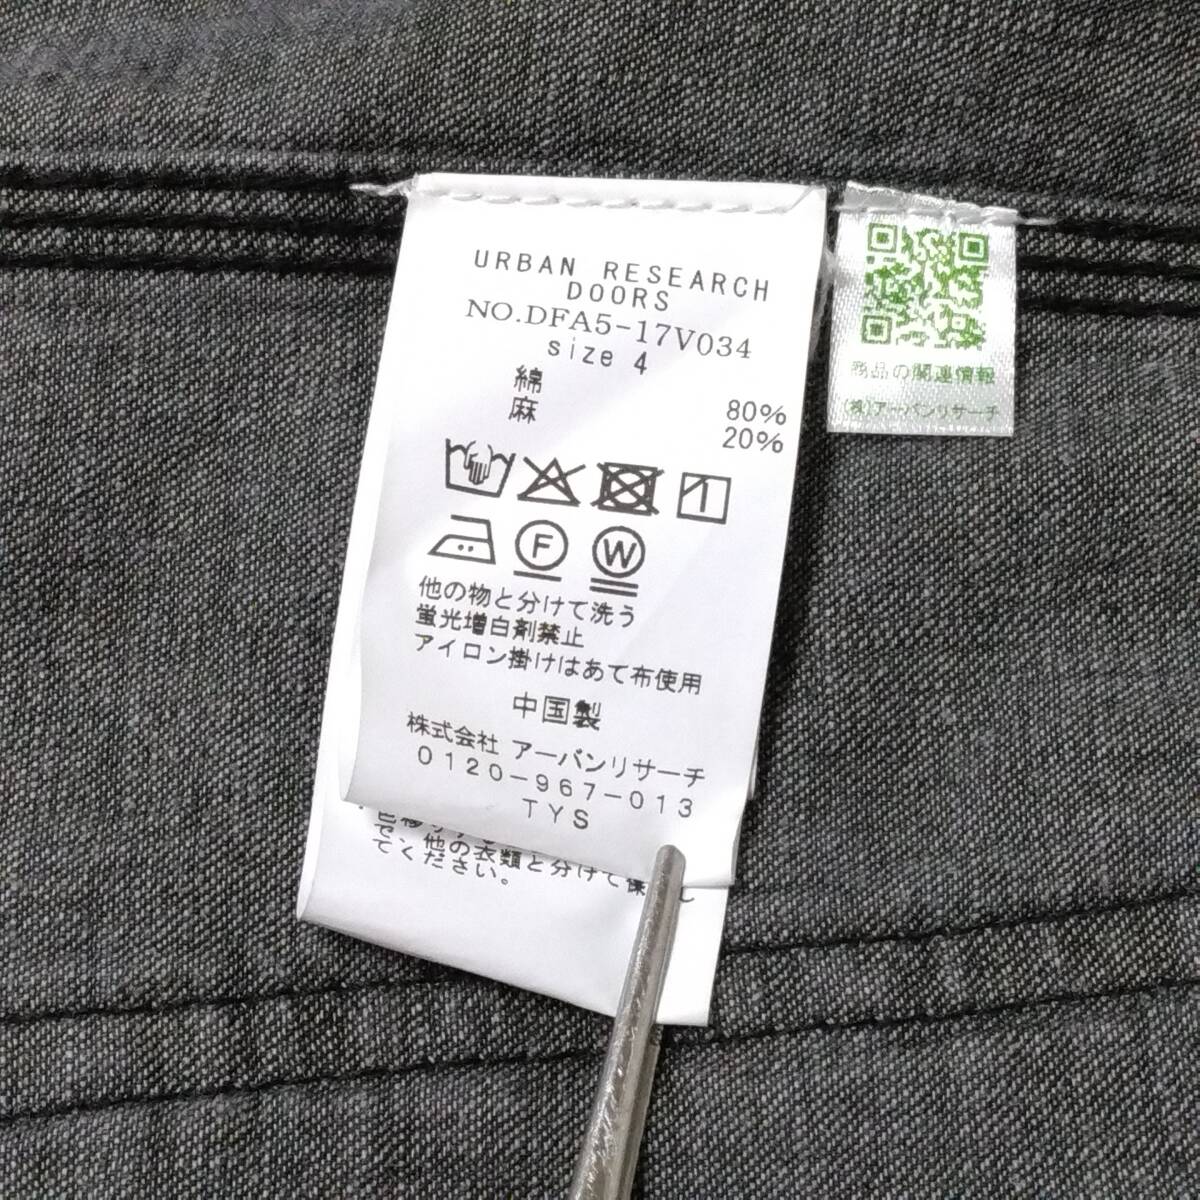 URBAN RESEARCH
DOORS
NO.DFA5-17V034
size 4
綿 80%
麻 20%
F W
他の物と分けて洗う
蛍光増白剤禁止
アイロン掛けはあて布使用
中国製
株式会社 アーバンリサーチ
0120-967-013
TYS
で、他の衣類と分けて保
てください。
商品の関連情報
(株)アーバンリサーチ